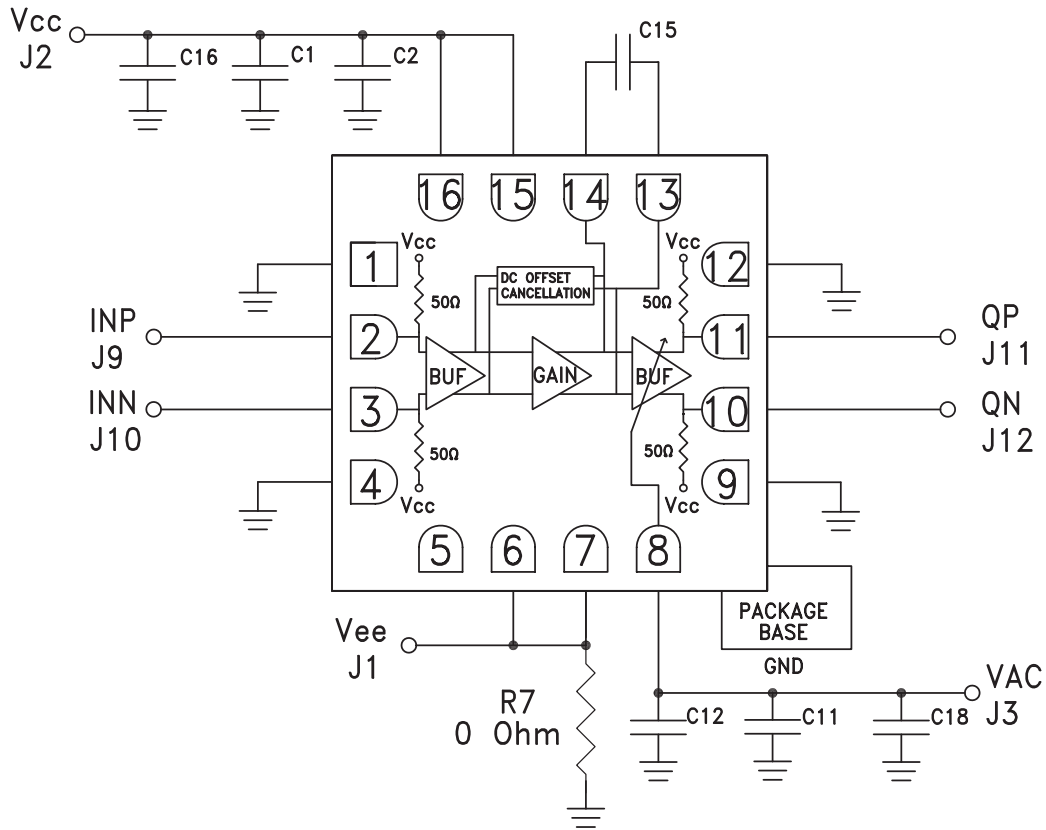 Vcc
J2
C16
C1
C2
C15
16
15
14
13
1
Vcc
50Ω
DC OFFSET
CANCELLATION
Vcc
50Ω
12
INP
J9
2
11
QP
J11
BUF
GAIN
BUF
INN
J10
3
10
QN
J12
50Ω
Vcc
50Ω
Vcc
4
9
5
6
7
8
Vee
J1
PACKAGE
BASE
GND
R7
0 Ohm
C12
C11
C18
VAC
J3